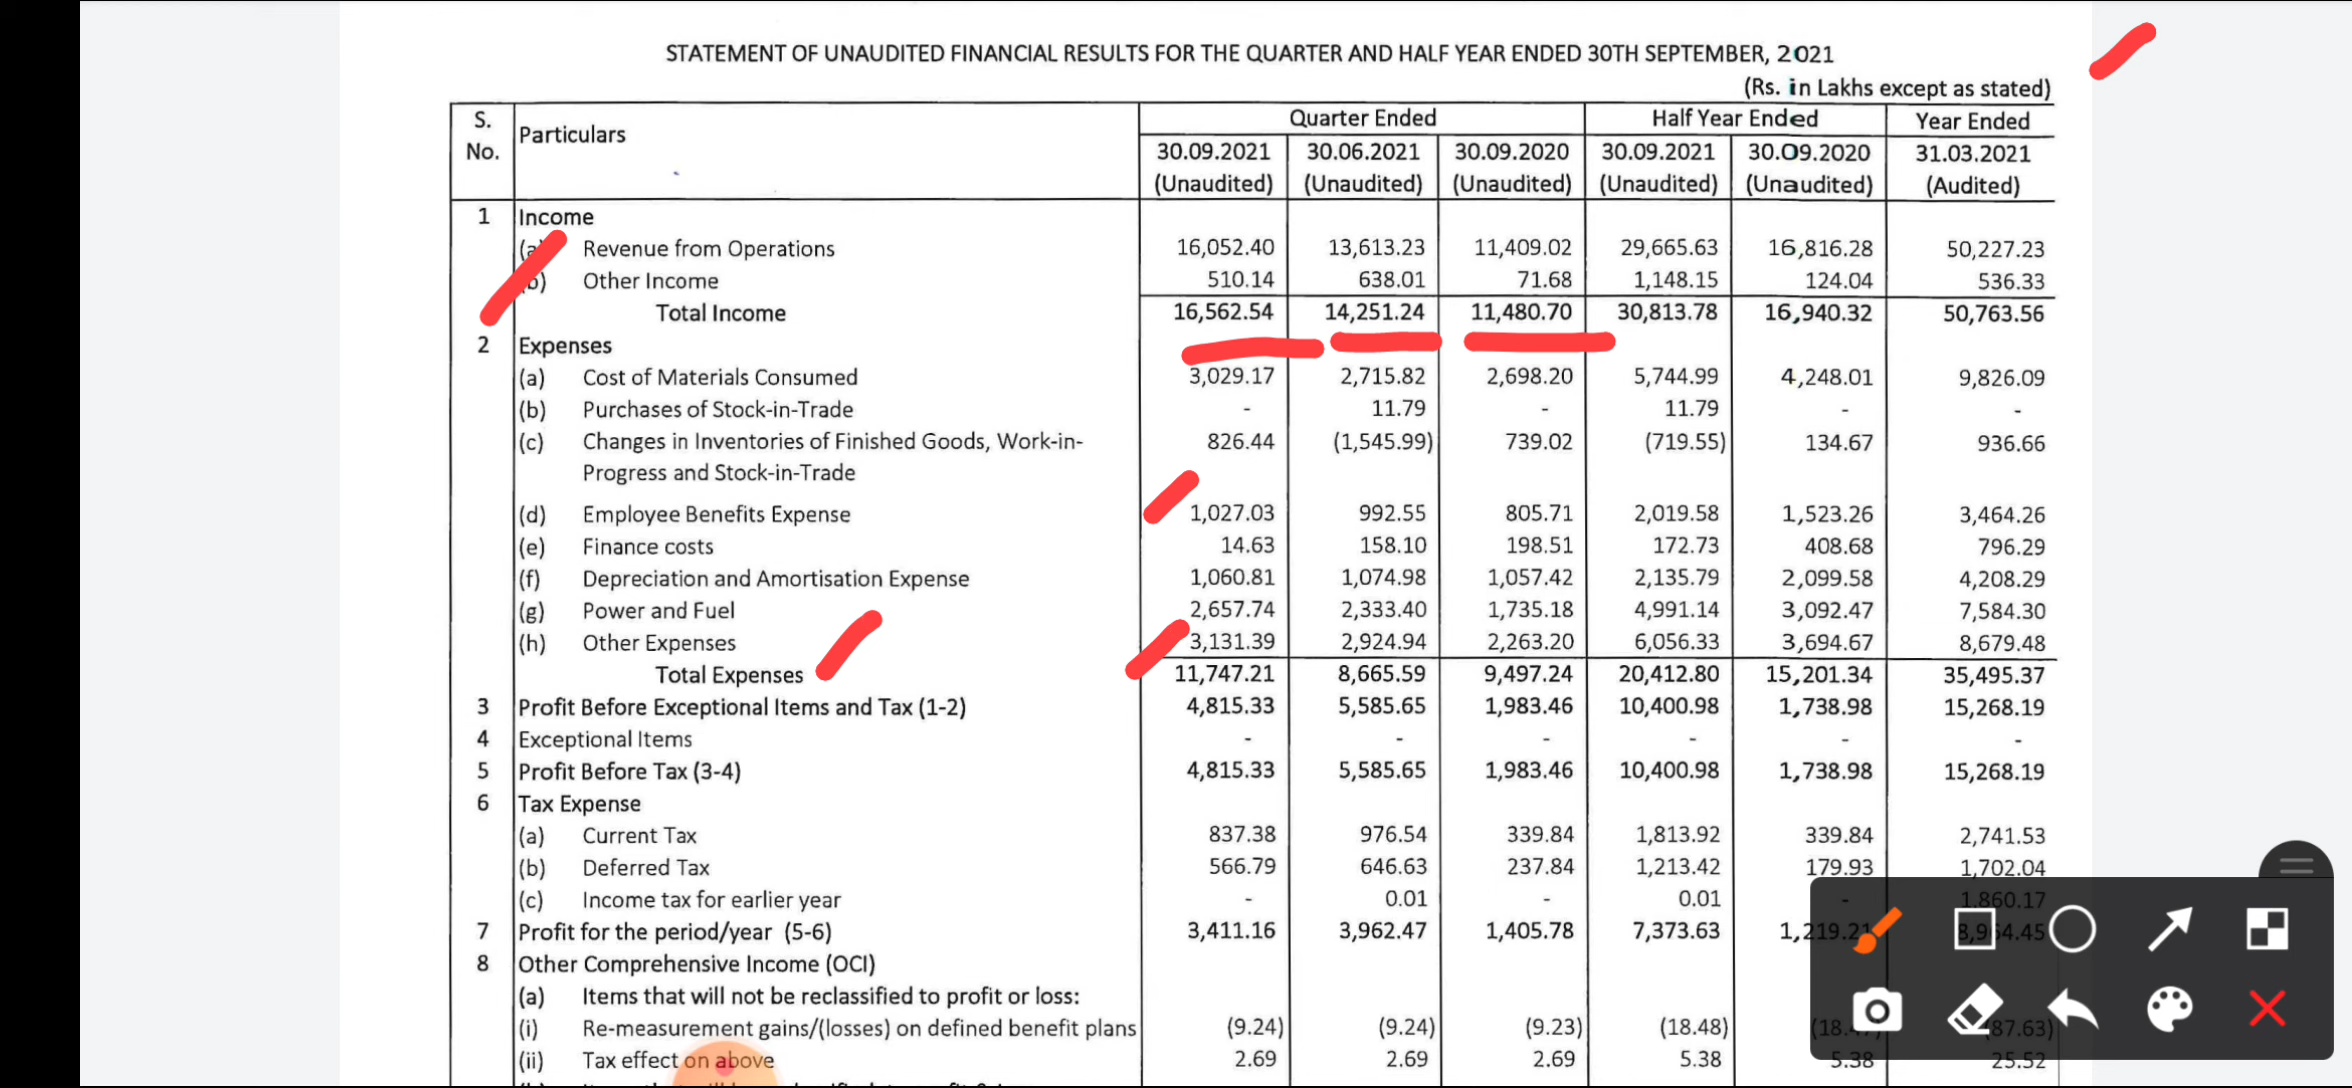 STATEMENT OF UNAUDITED FINANCIAL RESULTS FOR THE QUARTER AND HALF YEAR ENDED 30TH SEPTEMBER, 2021
(Rs. in Lakhs except as stated)
S. No. Particulars Quarter Ended Half Year Ended Year Ended
30.09.2021 30.06.2021 30.09.2020 30.09.2021 30.09.2020 31.03.2021
(Unaudited) (Unaudited) (Unaudited) (Unaudited) (Unaudited) (Audited)
1 Income
(a) Revenue from Operations 16,052.40 13,613.23 11,409.02 29,665.63 16,816.28 50,227.23
(b) Other Income 510.14 638.01 71.68 1,148.15 124.04 536.33
Total Income 16,562.54 14,251.24 11,480.70 30,813.78 16,940.32 50,763.56
2 Expenses
(a) Cost of Materials Consumed 3,029.17 2,715.82 2,698.20 5,744.99 4,248.01 9,826.09
(b) Purchases of Stock-in-Trade - 11.79 - 11.79 - -
(c) Changes in Inventories of Finished Goods, Work-in- 826.44 (1,545.99) 739.02 (719.55) 134.67 936.66
Progress and Stock-in-Trade
(d) Employee Benefits Expense 1,027.03 992.55 805.71 2,019.58 1,523.26 3,464.26
(e) Finance costs 14.63 158.10 198.51 172.73 408.68 796.29
(f) Depreciation and Amortisation Expense 1,060.81 1,074.98 1,057.42 2,135.79 2,099.58 4,208.29
(g) Power and Fuel 2,657.74 2,333.40 1,735.18 4,991.14 3,092.47 7,584.30
(h) Other Expenses 3,131.39 2,924.94 2,263.20 6,056.33 3,694.67 8,679.48
Total Expenses 11,747.21 8,665.59 9,497.24 20,412.80 15,201.34 35,495.37
3 Profit Before Exceptional Items and Tax (1-2) 4,815.33 5,585.65 1,983.46 10,400.98 1,738.98 15,268.19
4 Exceptional Items - - - - - -
5 Profit Before Tax (3-4) 4,815.33 5,585.65 1,983.46 10,400.98 1,738.98 15,268.19
6 Tax Expense
(a) Current Tax 837.38 976.54 339.84 1,813.92 339.84 2,741.53
(b) Deferred Tax 566.79 646.63 237.84 1,213.42 179.93 1,702.04
(c) Income tax for earlier year - 0.01 - 0.01 - 1,860.17
7 Profit for the period/year (5-6) 3,411.16 3,962.47 1,405.78 7,373.63 1,219.21 8,964.45
8 Other Comprehensive Income (OCI)
(a) Items that will not be reclassified to profit or loss:
(i) Re-measurement gains/(losses) on defined benefit plans (9.24) (9.24) (9.23) (18.48)
(ii) Tax effect on above 2.69 2.69 2.69 5.38 5.38 25.52